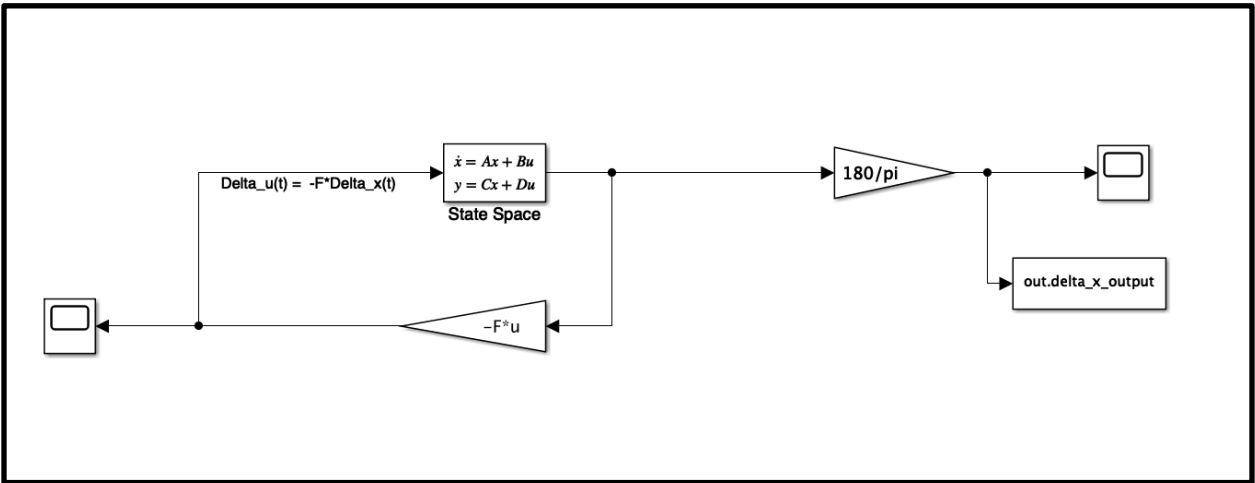 ẋ = Ax + Bu
y = Cx + Du
State Space
Delta_u(t) = -F*Delta_x(t)
180/pi
out.delta_x_output
-F*u